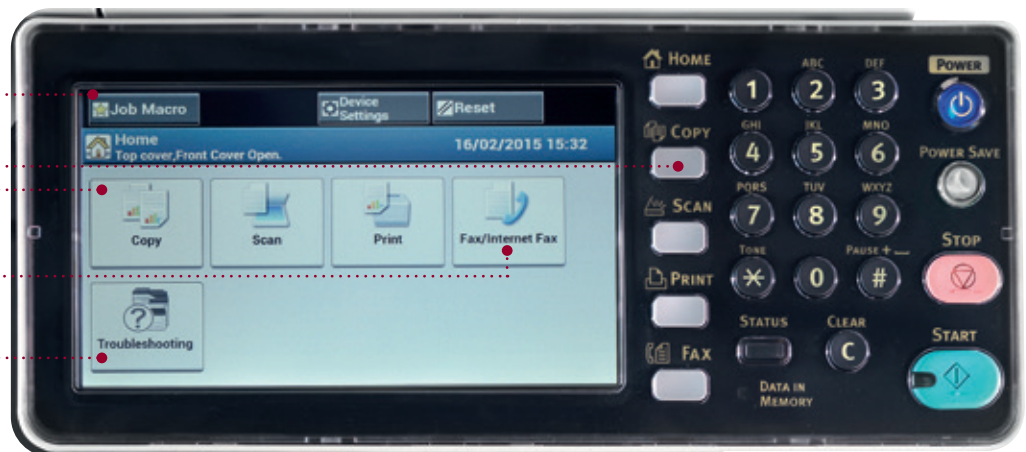 Job Macro
Device
Settings
Reset
Home
Top cover,Front Cover Open.
16/02/2015 15:32
Copy
Scan
Print
Fax/Internet Fax
Troubleshooting
HOME
COPY
SCAN
PRINT
FAX
ABC DEF
1 2 3
GHI JKL MNO
4 5 6
PQRS TUV WXYZ
7 8 9
TONE PAUSE +
* 0 #
STATUS CLEAR
C
DATA IN
MEMORY
POWER
POWER SAVE
STOP
START